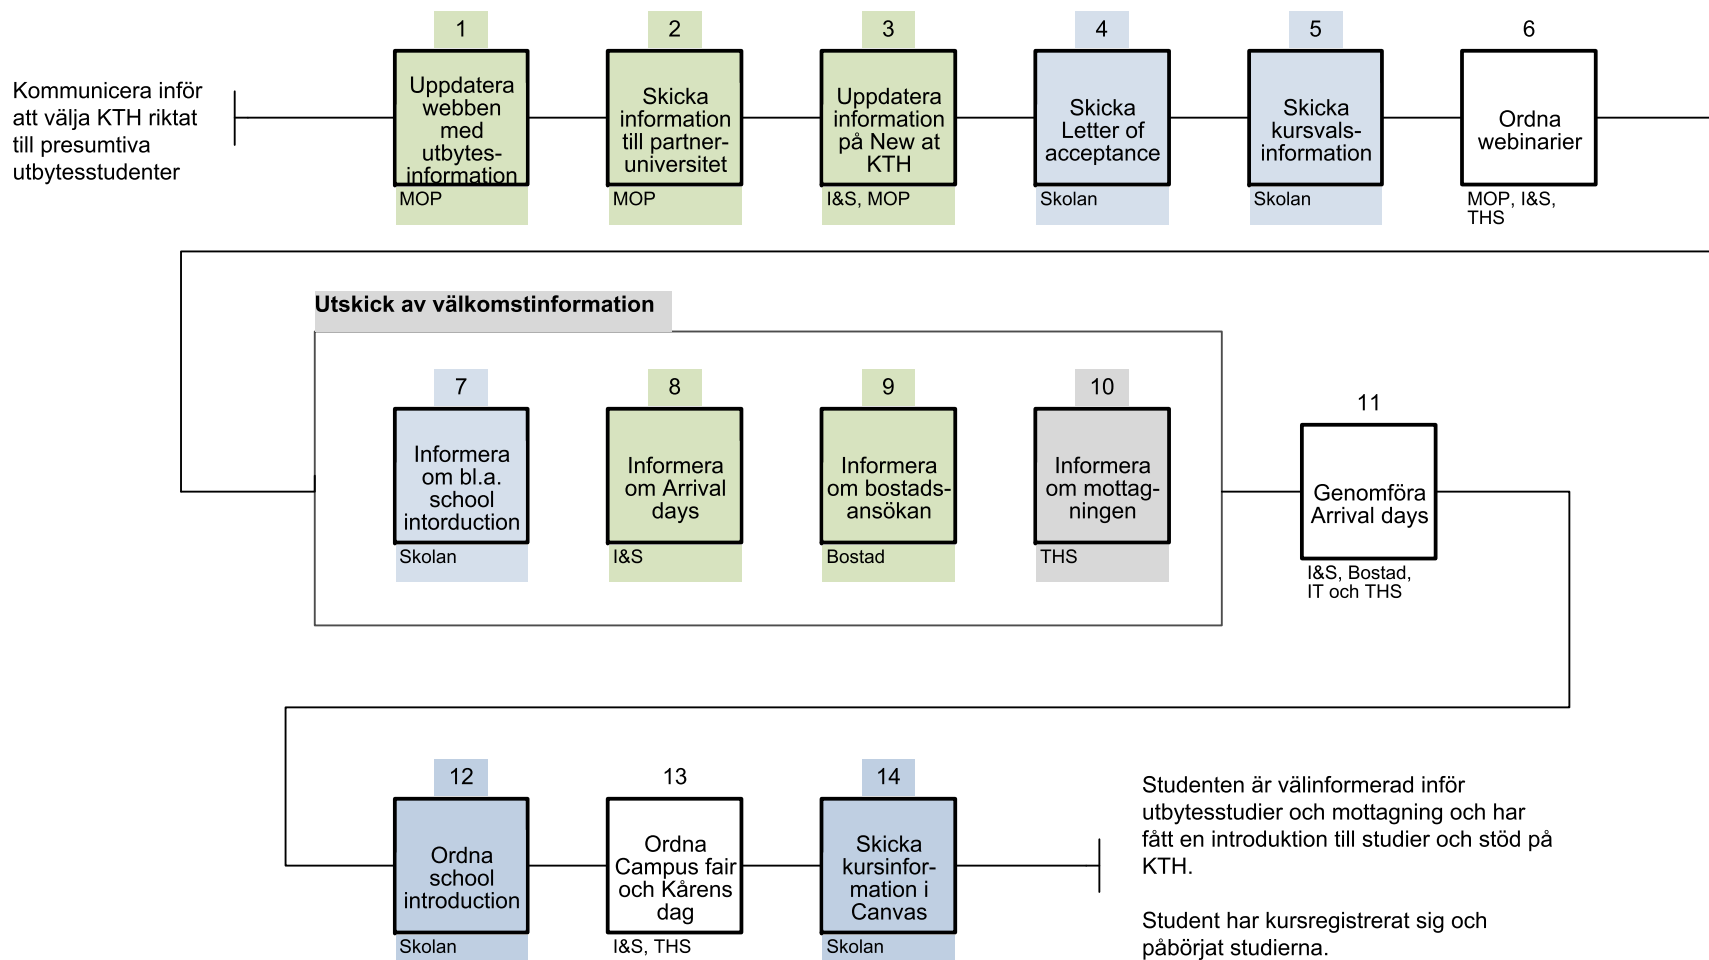 1
2
3
4
5
6
Kommunicera inför
att välja KTH riktat
till presumtiva
utbytesstudenter
Uppdatera
webben
med
utbytes-
information
MOP
Skicka
information
till partner-
universitet
MOP
Uppdatera
information
på New at
KTH
I&S, MOP
Skicka
Letter of
acceptance
Skolan
Skicka
kursvals-
information
Skolan
Ordna
webinarier
MOP, I&S,
THS
Utskick av välkomstinformation
7
Informera
om bl.a.
school
intorduction
Skolan
8
Informera
om Arrival
days
I&S
9
Informera
om bostads-
ansökan
Bostad
10
Informera
om mottag-
ningen
THS
11
Genomföra
Arrival days
I&S, Bostad,
IT och THS
12
Ordna
school
introduction
Skolan
13
Ordna
Campus fair
och Kårens
dag
I&S, THS
14
Skicka
kursinfor-
mation i
Canvas
Skolan
Studenten är välinformerad inför
utbytesstudier och mottagning och har
fått en introduktion till studier och stöd på
KTH.
Student har kursregistrerat sig och
påbörjat studierna.